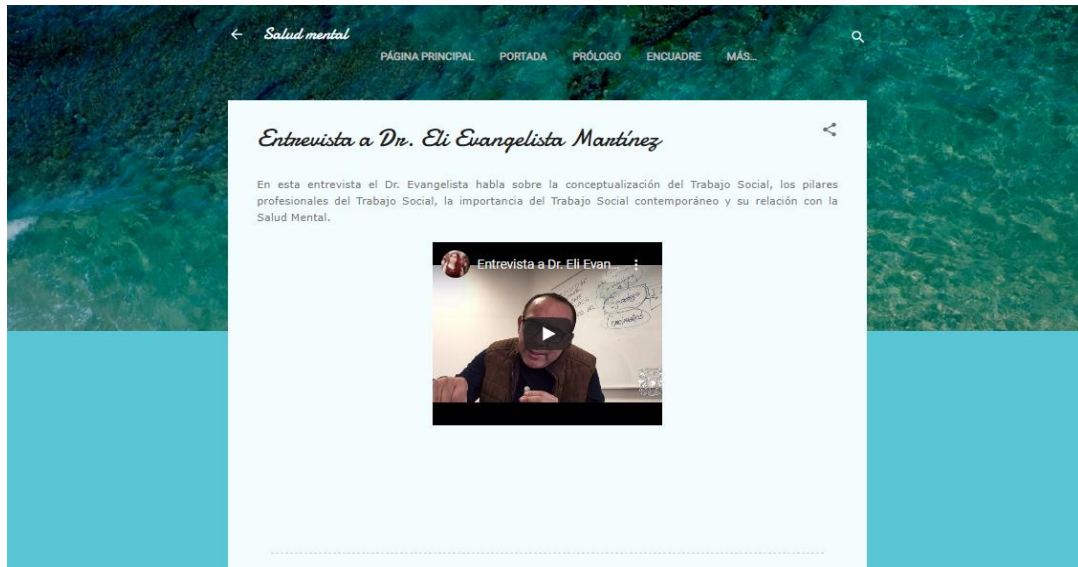 Salud mental
PÁGINA PRINCIPAL PORTADA PRÓLOGO ENCUADRE MÁS...
Entrevista a Dr. Eli Evangelista Martínez
En esta entrevista el Dr. Evangelista habla sobre la conceptualización del Trabajo Social, los pilares
profesionales del Trabajo Social, la importancia del Trabajo Social contemporáneo y su relación con la
Salud Mental.
Entrevista a Dr. Eli Evan...